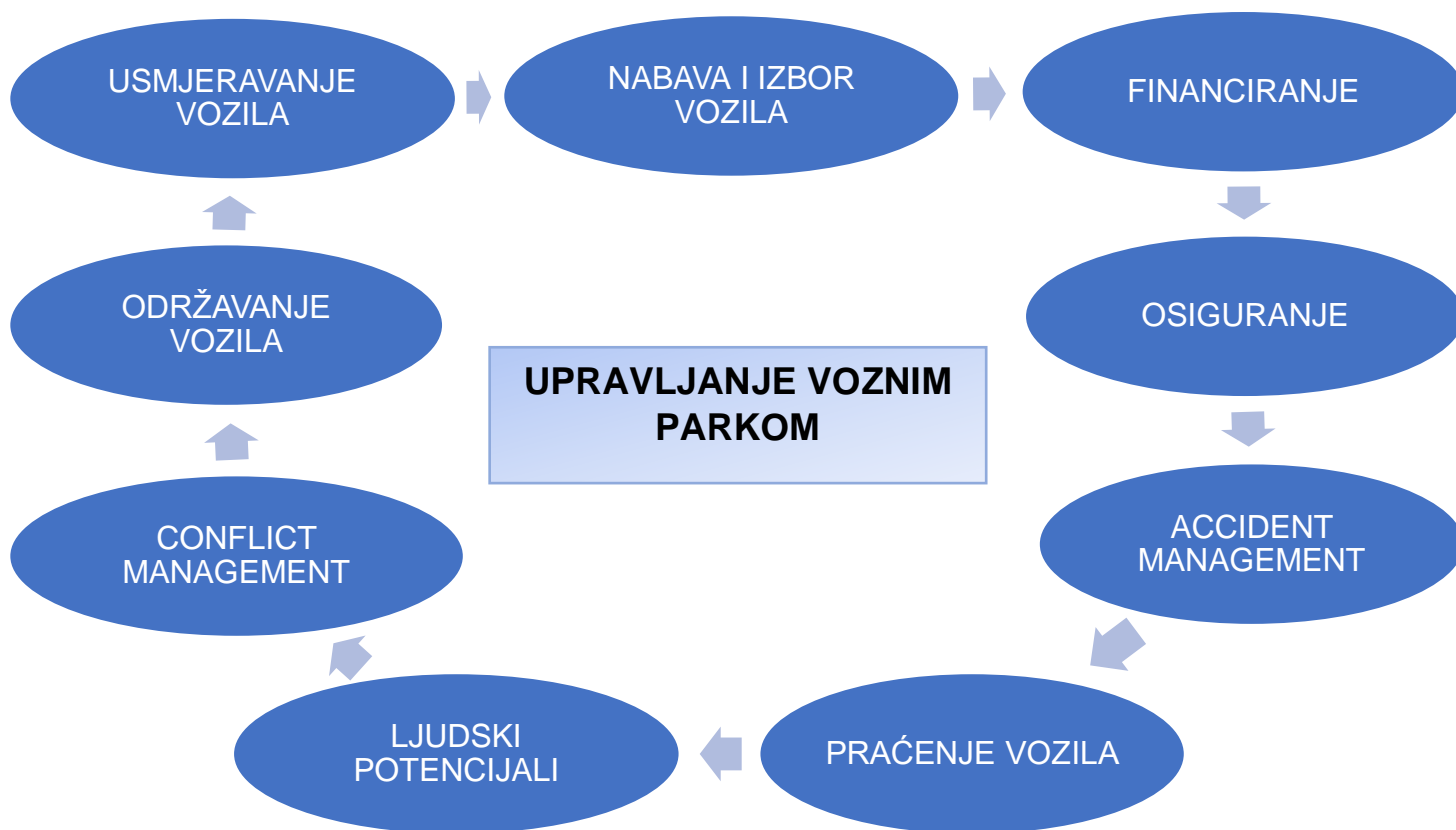 USMJERAVANJE
VOZILA
NABAVA I IZBOR
VOZILA
FINANCIRANJE
OSIGURANJE
ACCIDENT
MANAGEMENT
PRAĆENJE VOZILA
LJUDSKI
POTENCIJALI
CONFLICT
MANAGEMENT
ODRŽAVANJE
VOZILA
UPRAVLJANJE VOZNIM
PARKOM